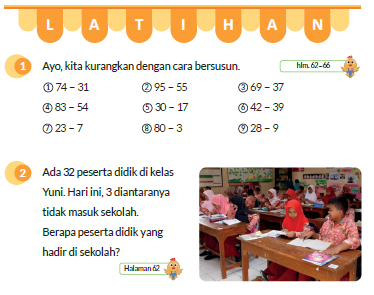 LATIHAN
1 Ayo, kita kurangkan dengan cara bersusun.
hlm. 62–66
① 74 – 31 ② 95 – 55 ③ 69 – 37
④ 83 – 54 ⑤ 30 – 17 ⑥ 42 – 39
⑦ 23 – 7 ⑧ 80 – 3 ⑨ 28 – 9
2 Ada 32 peserta didik di kelas
Yuni. Hari ini, 3 diantaranya
tidak masuk sekolah.
Berapa peserta didik yang
hadir di sekolah?
Halaman 62